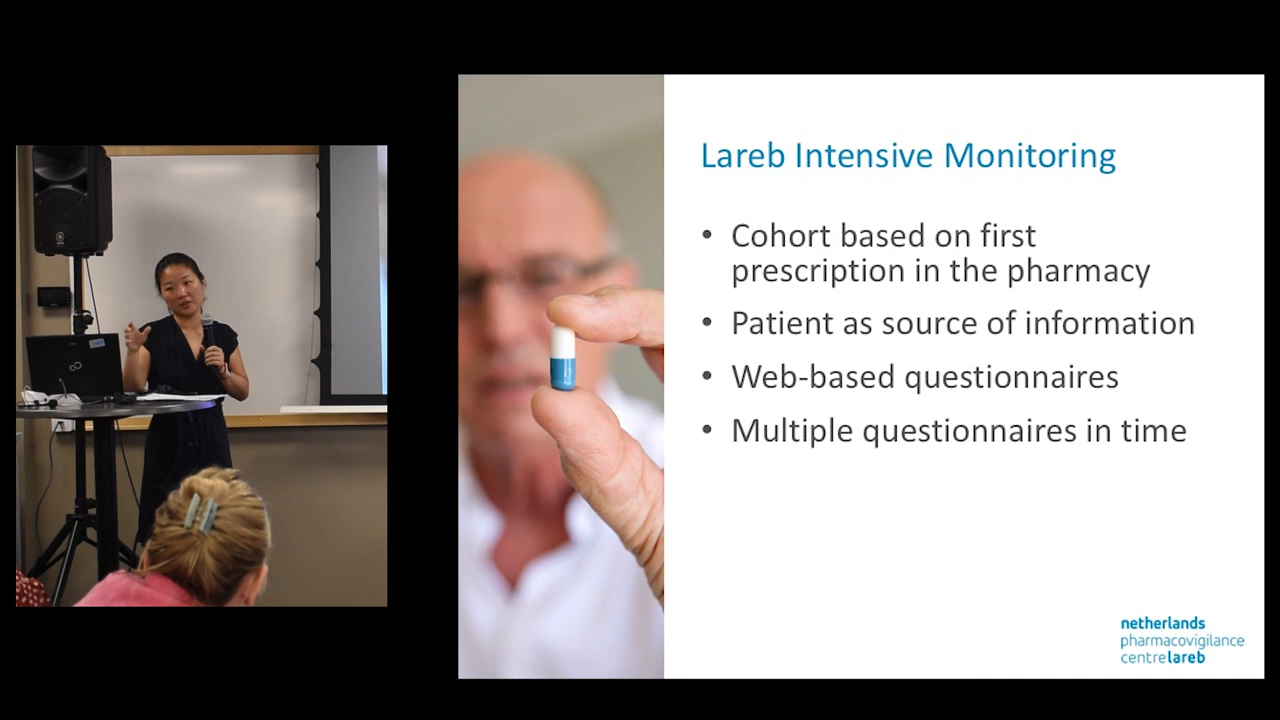 Lareb Intensive Monitoring
• Cohort based on first
prescription in the pharmacy
• Patient as source of information
• Web-based questionnaires
• Multiple questionnaires in time
netherlands
pharmacovigilance
centrelareb